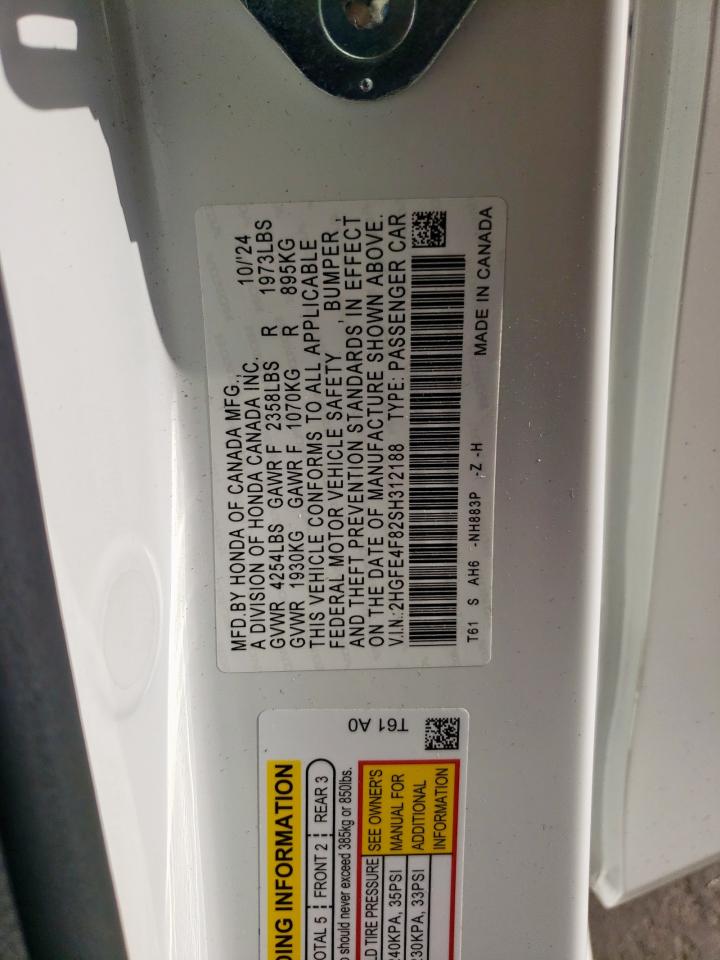 MFD.BY HONDA OF CANADA MFG., 10/'24
A DIVISION OF HONDA CANADA INC.
GVWR 4254LBS GAWR F 2358LBS R 1973LBS
GVWR 1930KG GAWR F 1070KG R 895KG
THIS VEHICLE CONFORMS TO ALL APPLICABLE
FEDERAL MOTOR VEHICLE SAFETY , BUMPER ,
AND THEFT PREVENTION STANDARDS IN EFFECT
ON THE DATE OF MANUFACTURE SHOWN ABOVE.
V.I.N.:2HGFE4F82SH312188 TYPE: PASSENGER CAR
T61 S AH6 -NH883P -Z -H
MADE IN CANADA
T61 A0
DING INFORMATION
OTAL 5 FRONT 2 REAR 3
should never exceed 385kg or 850lbs.
TIRE PRESSURE SEE OWNER'S
240KPA, 35PSI MANUAL FOR
230KPA, 33PSI ADDITIONAL
INFORMATION